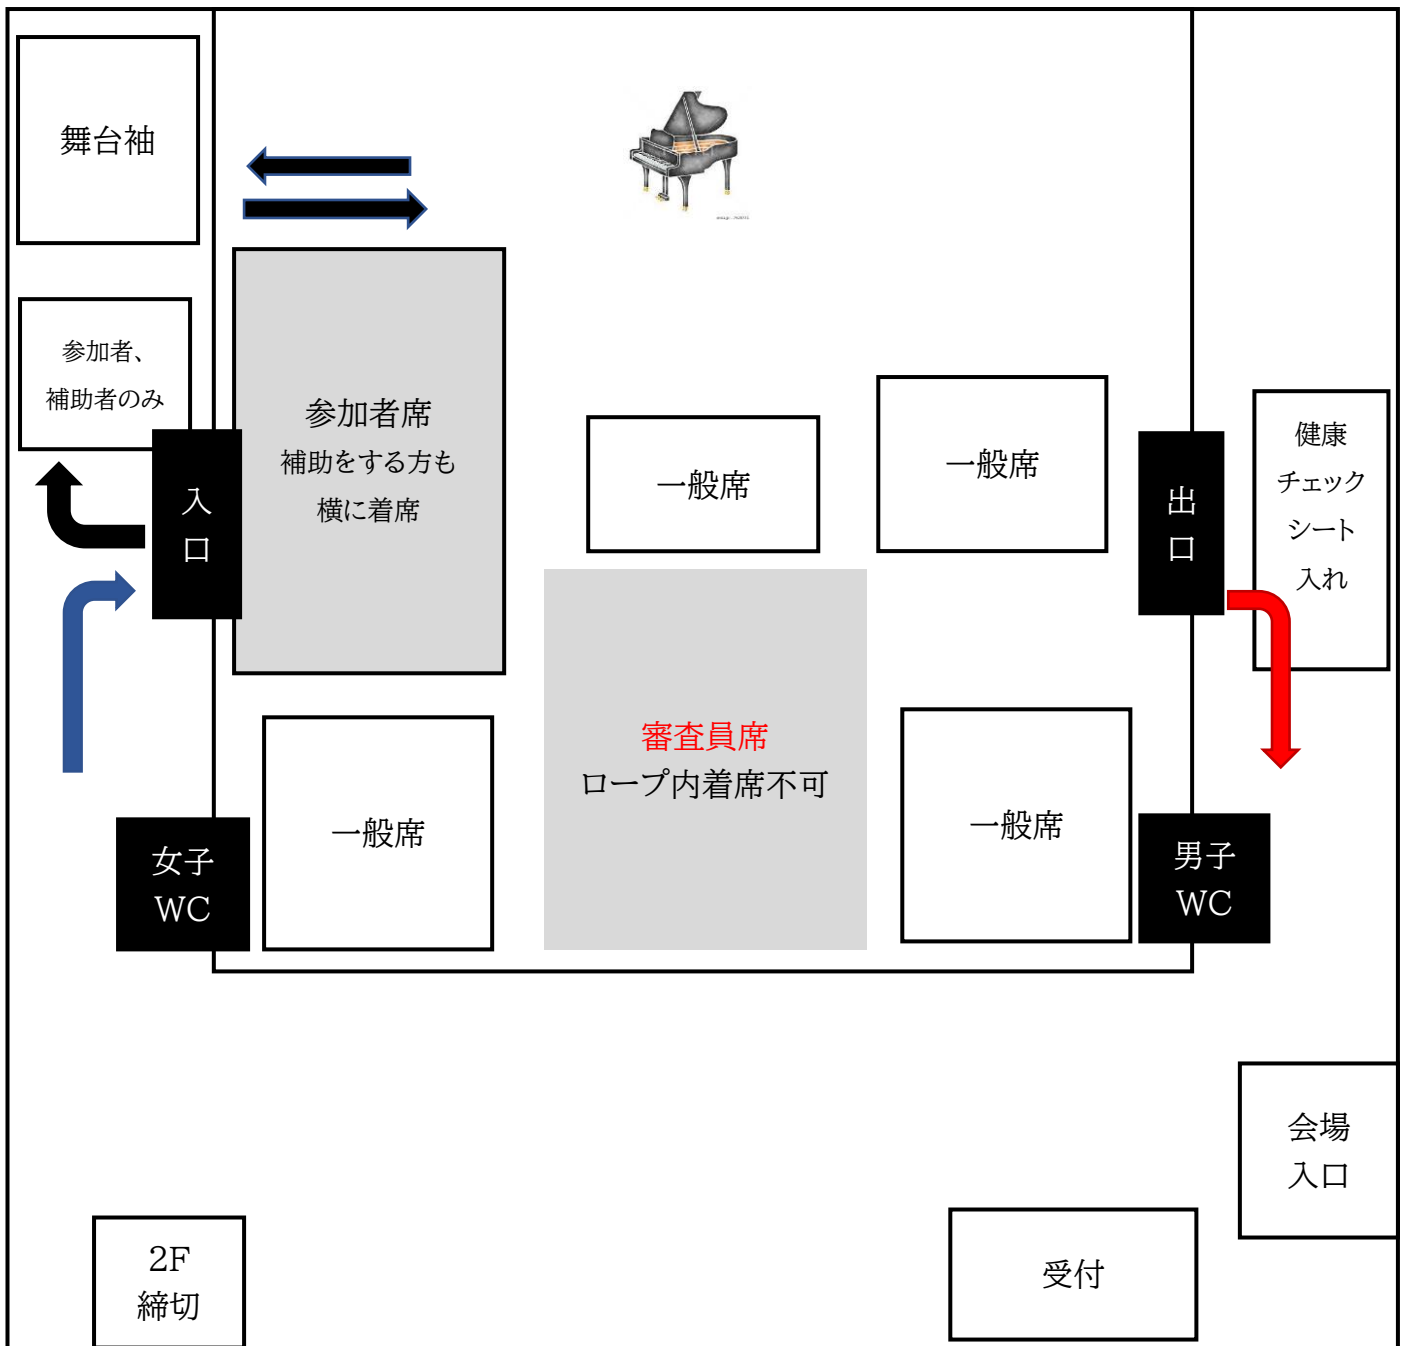 舞台袖
参加者、
補助者のみ
参加者席
補助をする方も
横に着席
一般席
一般席
健康
チェック
シート
入れ
入
口
出
口
審査員席
ロープ内着席不可
一般席
一般席
女子
WC
男子
WC
会場
入口
2F
締切
受付